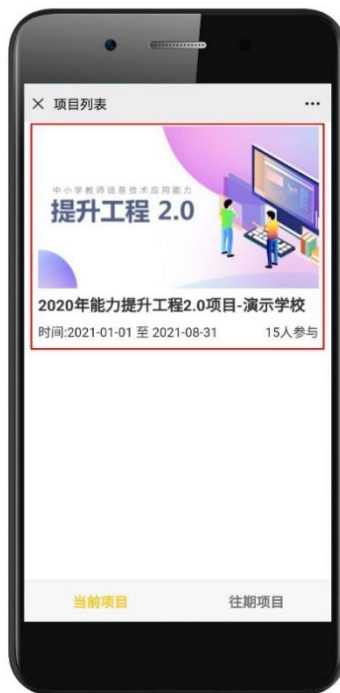 项目列表
中小学教师信息技术应用能力
提升工程 2.0
2020年能力提升工程2.0项目-演示学校
时间:2021-01-01 至 2021-08-31 15人参与
当前项目 往期项目